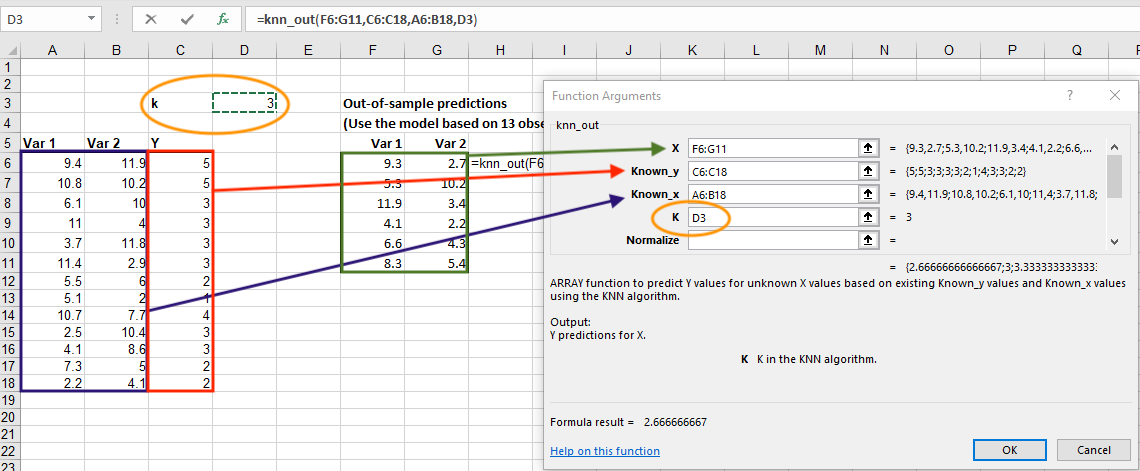 D3 =knn_out(F6:G11,C6:C18,A6:B18,D3)
A B C D E F G H I J K L M N O P Q
1
2
3 k 3 Out-of-sample predictions
4 (Use the model based on 13 obse
5 Var 1 Var 2 Y Var 1 Var 2
6 9.4 11.9 5 9.3 2.7 =knn_out(F6
7 10.8 10.2 5 5.3 10.2
8 6.1 10 3 11.9 3.4
9 11 4 3 4.1 2.2
10 3.7 11.8 3 6.6 4.3
11 11.4 2.9 3 8.3 5.4
12 5.5 6 2
13 5.1 2 1
14 10.7 7.7 4
15 2.5 10.4 3
16 4.1 8.6 3
17 7.3 5 2
18 2.2 4.1 2
19
20
21
22
23
Function Arguments
knn_out
X F6:G11 = {9.3,2.7;5.3,10.2;11.9,3.4;4.1,2.2;6.6,...
Known_y C6:C18 = {5;5;3;3;3;3;2;1;4;3;3;2;2}
Known_x A6:B18 = {9.4,11.9;10.8,10.2;6.1,10;11,4;3.7,11.8;
K D3 = 3
Normalize =
= {2.66666666666667;3;3.333333333333
ARRAY function to predict Y values for unknown X values based on existing Known_y values and Known_x values
using the KNN algorithm.
Output:
Y predictions for X.
K K in the KNN algorithm.
Formula result = 2.666666667
Help on this function OK Cancel